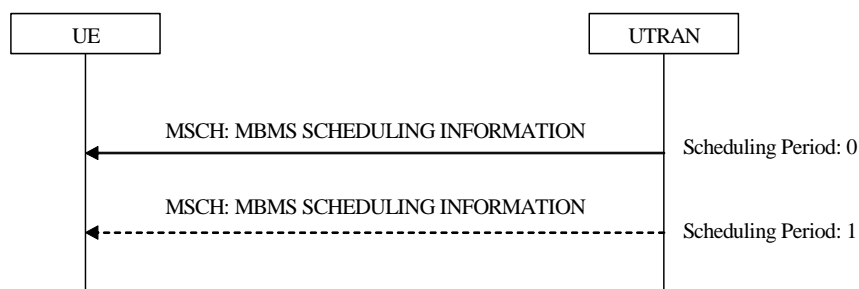 UE
UTRAN
MSCH: MBMS SCHEDULING INFORMATION
Scheduling Period: 0
MSCH: MBMS SCHEDULING INFORMATION
Scheduling Period: 1